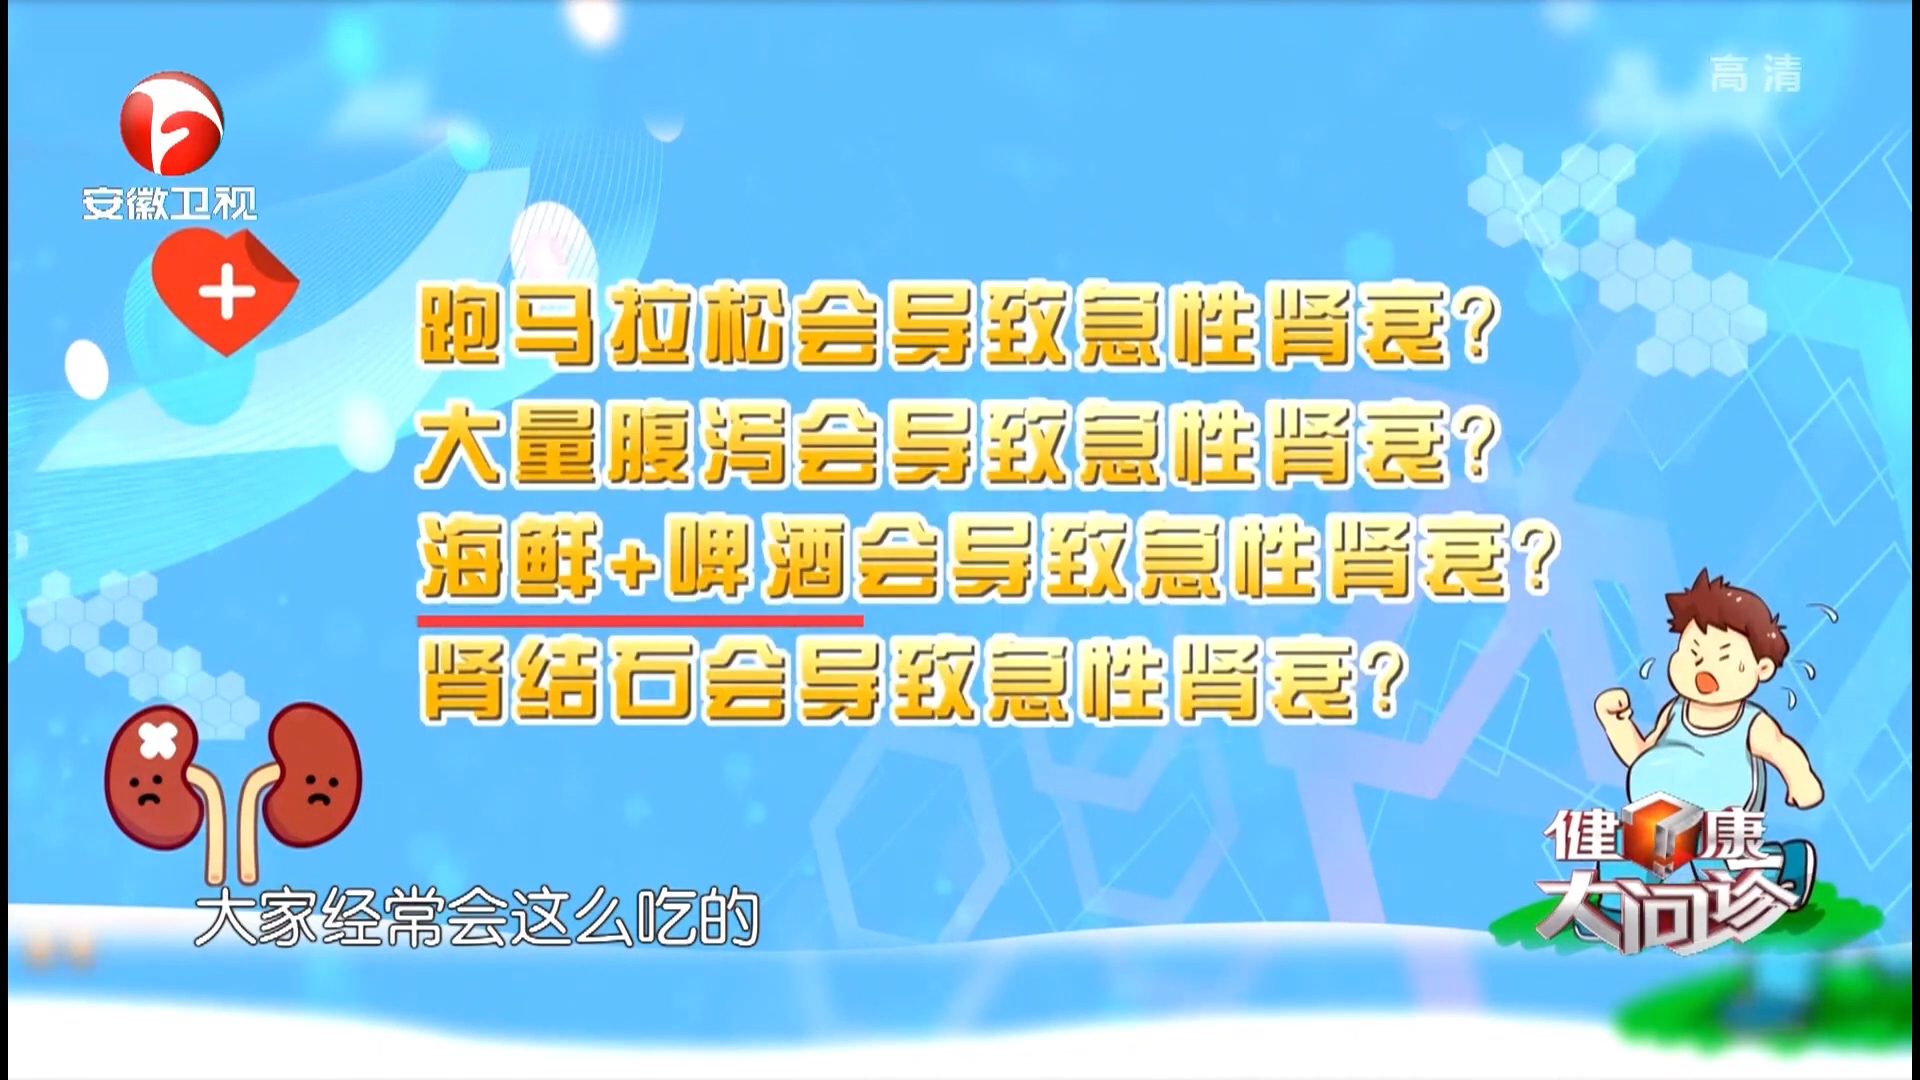 高清
安徽卫视
跑马拉松会导致急性肾衰?
大量腹泻会导致急性肾衰?
海鲜+啤酒会导致急性肾衰?
肾结石会导致急性肾衰?
健康
大问诊
大家经常会这么吃的